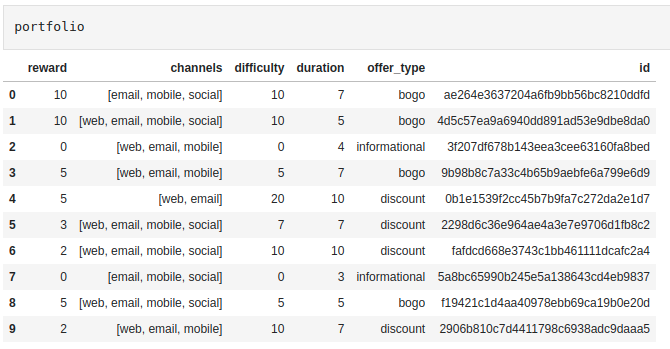 portfolio
reward channels difficulty duration offer_type id
0 10 [email, mobile, social] 10 7 bogo ae264e3637204a6fb9bb56bc8210ddfd
1 10 [web, email, mobile, social] 10 5 bogo 4d5c57ea9a6940dd891ad53e9dbe8da0
2 0 [web, email, mobile] 0 4 informational 3f207df678b143eea3cee63160fa8bed
3 5 [web, email, mobile] 5 7 bogo 9b98b8c7a33c4b65b9aebfe6a799e6d9
4 5 [web, email] 20 10 discount 0b1e1539f2cc45b7b9fa7c272da2e1d7
5 3 [web, email, mobile, social] 7 7 discount 2298d6c36e964ae4a3e7e9706d1fb8c2
6 2 [web, email, mobile, social] 10 10 discount fafdcd668e3743c1bb461111dcafc2a4
7 0 [email, mobile, social] 0 3 informational 5a8bc65990b245e5a138643cd4eb9837
8 5 [web, email, mobile, social] 5 5 bogo f19421c1d4aa40978ebb69ca19b0e20d
9 2 [web, email, mobile] 10 7 discount 2906b810c7d4411798c6938adc9daaa5